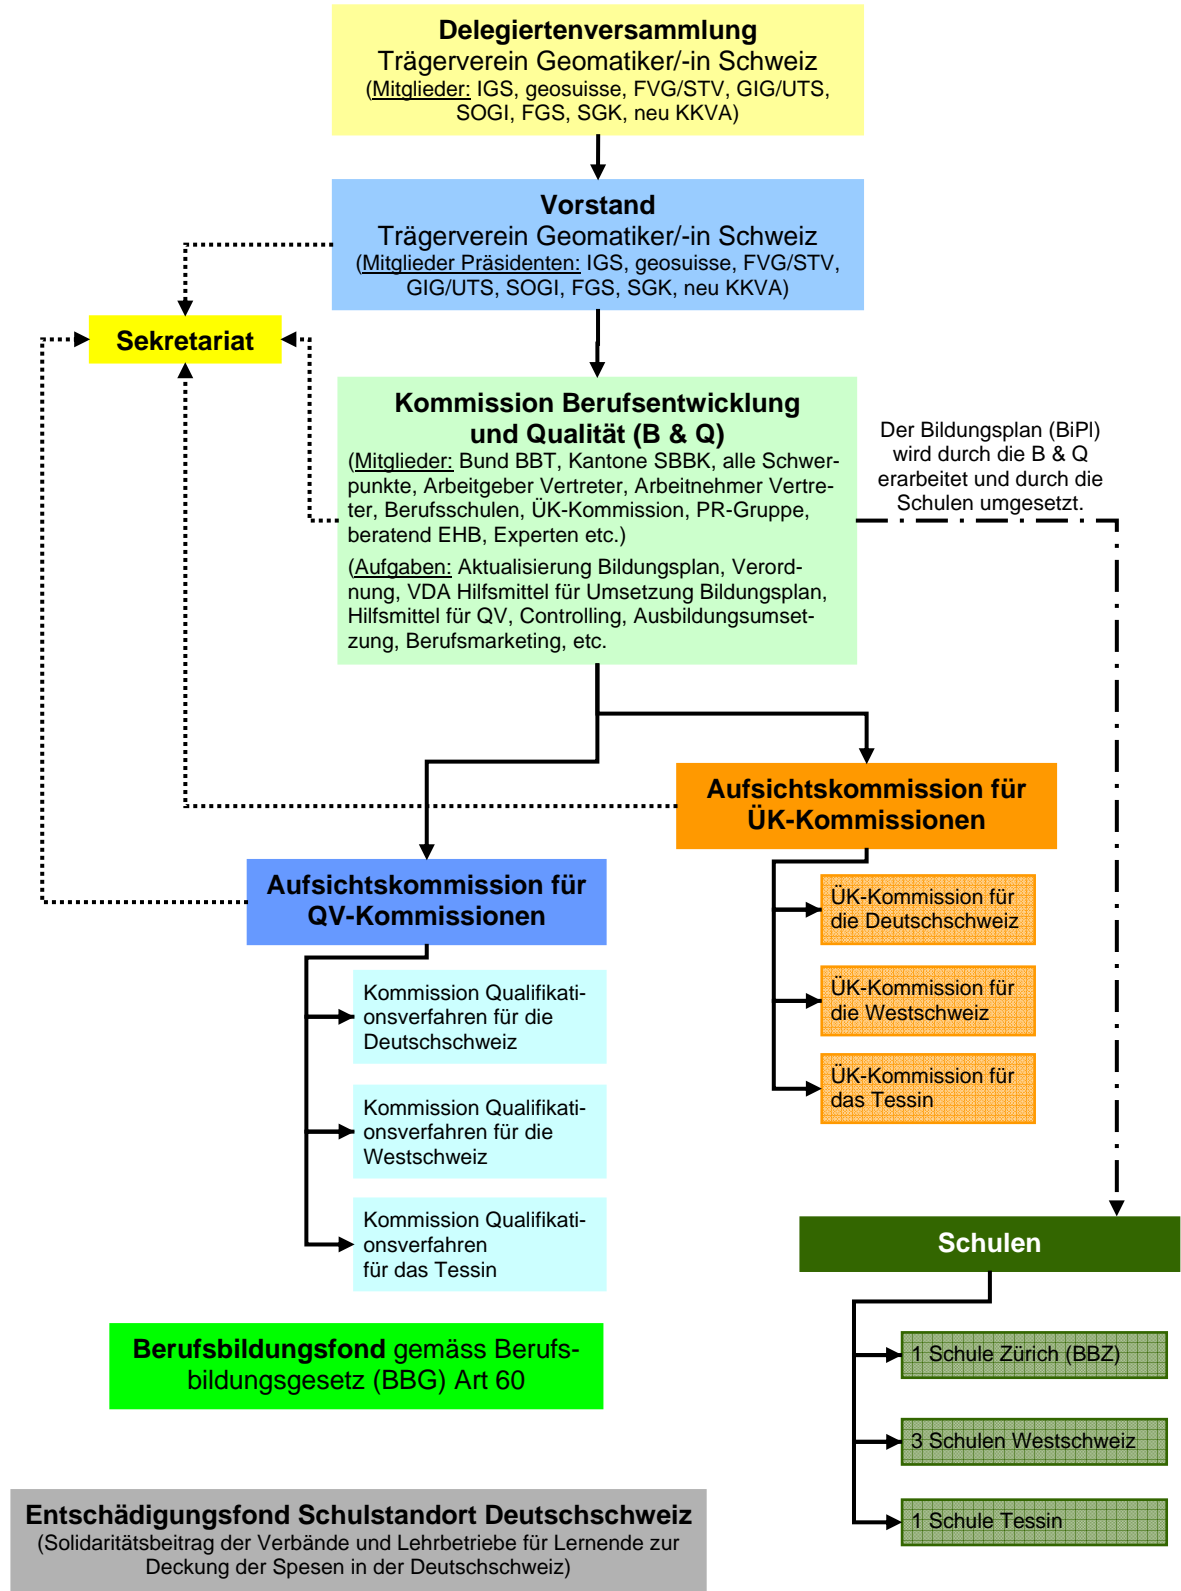 Delegiertenversammlung
Trägerverein Geomatiker/-in Schweiz
(Mitglieder: IGS, geosuisse, FVG/STV, GIG/UTS,
SOGI, FGS, SGK, neu KKVA)
Vorstand
Trägerverein Geomatiker/-in Schweiz
(Mitglieder Präsidenten: IGS, geosuisse, FVG/STV,
GIG/UTS, SOGI, FGS, SGK, neu KKVA)
Sekretariat
Kommission Berufsentwicklung
und Qualität (B & Q)
(Mitglieder: Bund BBT, Kantone SBBK, alle Schwer-
punkte, Arbeitgeber Vertreter, Arbeitnehmer Vertre-
ter, Berufsschulen, ÜK-Kommission, PR-Gruppe,
beratend EHB, Experten etc.)
(Aufgaben: Aktualisierung Bildungsplan, Verord-
nung, VDA Hilfsmittel für Umsetzung Bildungsplan,
Hilfsmittel für QV, Controlling, Ausbildungsumset-
zung, Berufsmarketing, etc.
Der Bildungsplan (BiPl)
wird durch die B & Q
erarbeitet und durch die
Schulen umgesetzt.
Aufsichtskommission für
ÜK-Kommissionen
ÜK-Kommission für
die Deutschschweiz
ÜK-Kommission für
die Westschweiz
ÜK-Kommission für
das Tessin
Aufsichtskommission für
QV-Kommissionen
Kommission Qualifikati-
onsverfahren für die
Deutschschweiz
Kommission Qualifikati-
onsverfahren für die
Westschweiz
Kommission Qualifikati-
onsverfahren
für das Tessin
Schulen
1 Schule Zürich (BBZ)
3 Schulen Westschweiz
1 Schule Tessin
Berufsbildungsfond gemäss Berufs-
bildungsgesetz (BBG) Art 60
Entschädigungsfond Schulstandort Deutschschweiz
(Solidaritätsbeitrag der Verbände und Lehrbetriebe für Lernende zur
Deckung der Spesen in der Deutschschweiz)